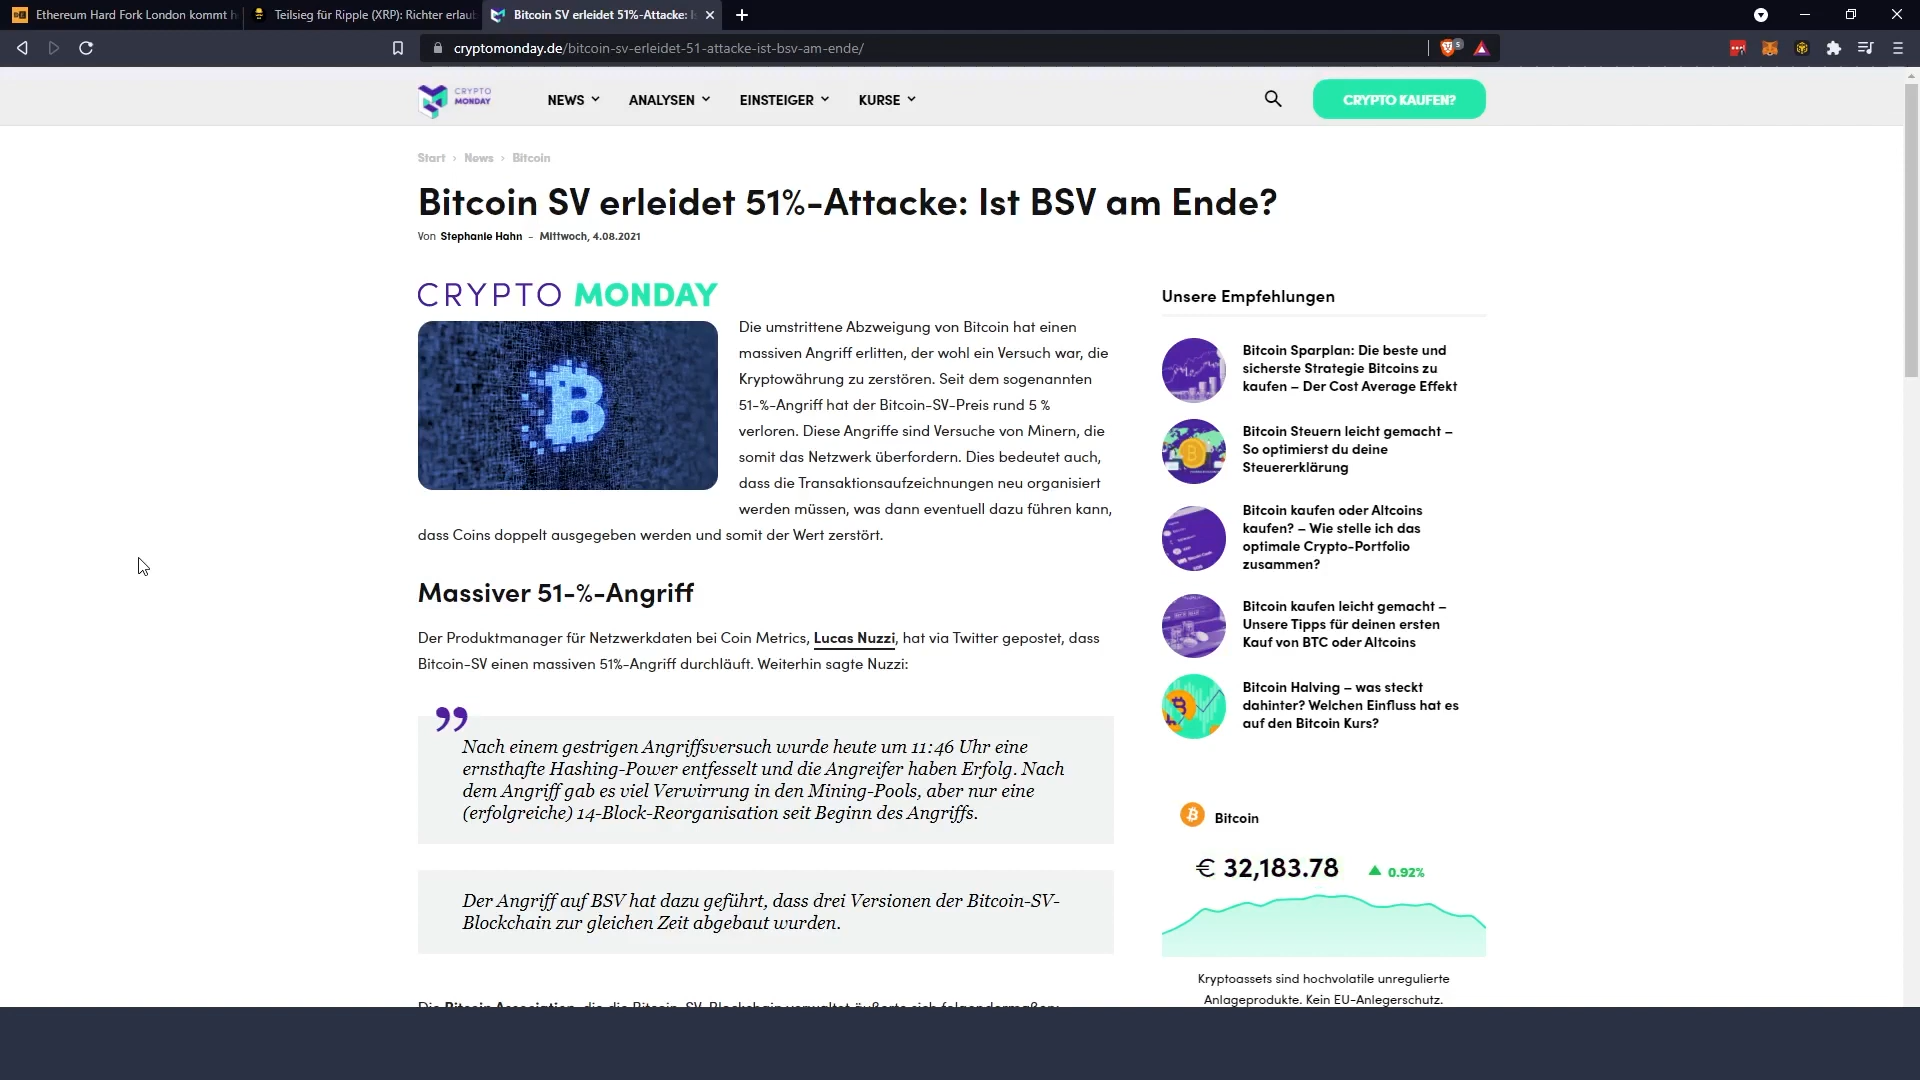 Ethereum Hard Fork London kommt h
Teilsieg für Ripple (XRP): Richter erlaub
Bitcoin SV erleidet 51%-Attacke: I
cryptomonday.de/bitcoin-sv-erleidet-51-attacke-ist-bsv-am-ende/
CRYPTO
MONDAY
NEWS
ANALYSEN
EINSTEIGER
KURSE
CRYPTO KAUFEN?
Start › News › Bitcoin
Bitcoin SV erleidet 51%-Attacke: Ist BSV am Ende?
Von Stephanie Hahn - Mittwoch, 4.08.2021
CRYPTO MONDAY
Die umstrittene Abzweigung von Bitcoin hat einen
massiven Angriff erlitten, der wohl ein Versuch war, die
Kryptowährung zu zerstören. Seit dem sogenannten
51-%-Angriff hat der Bitcoin-SV-Preis rund 5 %
verloren. Diese Angriffe sind Versuche von Minern, die
somit das Netzwerk überfordern. Dies bedeutet auch,
dass die Transaktionsaufzeichnungen neu organisiert
werden müssen, was dann eventuell dazu führen kann,
dass Coins doppelt ausgegeben werden und somit der Wert zerstört.
Massiver 51-%-Angriff
Der Produktmanager für Netzwerkdaten bei Coin Metrics, Lucas Nuzzi, hat via Twitter gepostet, dass
Bitcoin-SV einen massiven 51%-Angriff durchläuft. Weiterhin sagte Nuzzi:
”
Nach einem gestrigen Angriffsversuch wurde heute um 11:46 Uhr eine
ernsthafte Hashing-Power entfesselt und die Angreifer haben Erfolg. Nach
dem Angriff gab es viel Verwirrung in den Mining-Pools, aber nur eine
(erfolgreiche) 14-Block-Reorganisation seit Beginn des Angriffs.
Der Angriff auf BSV hat dazu geführt, dass drei Versionen der Bitcoin-SV-
Blockchain zur gleichen Zeit abgebaut wurden.
Die Bitcoin Association, die die Bitcoin-SV-Blockchain verwaltet äußerte sich folgendermaßen:
Unsere Empfehlungen
Bitcoin Sparplan: Die beste und
sicherste Strategie Bitcoins zu
kaufen – Der Cost Average Effekt
Bitcoin Steuern leicht gemacht –
So optimierst du deine
Steuererklärung
Bitcoin kaufen oder Altcoins
kaufen? – Wie stelle ich das
optimale Crypto-Portfolio
zusammen?
Bitcoin kaufen leicht gemacht –
Unsere Tipps für deinen ersten
Kauf von BTC oder Altcoins
Bitcoin Halving – was steckt
dahinter? Welchen Einfluss hat es
auf den Bitcoin Kurs?
Bitcoin
€ 32,183.78
0.92%
Kryptoassets sind hochvolatile unregulierte
Anlageprodukte. Kein EU-Anlegerschutz.